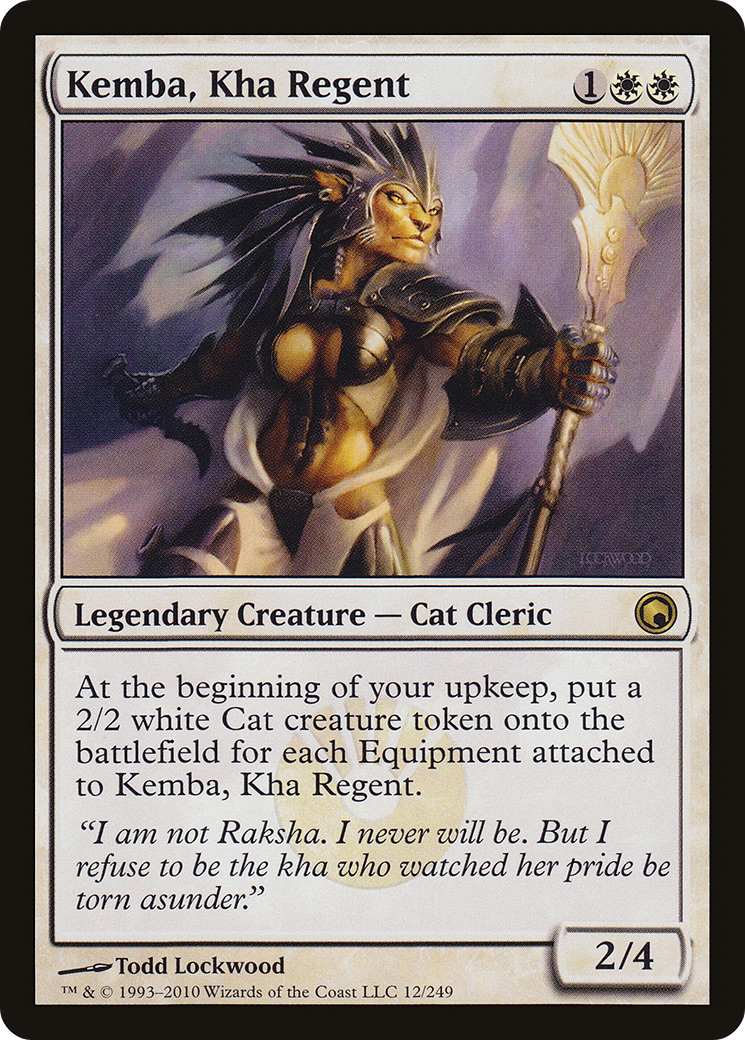 Kemba, Kha Regent 1
LOCKWOOD
Legendary Creature — Cat Cleric
At the beginning of your upkeep, put a
2/2 white Cat creature token onto the
battlefield for each Equipment attached
to Kemba, Kha Regent.
“I am not Raksha. I never will be. But I
refuse to be the kha who watched her pride be
torn asunder.”
2/4
Todd Lockwood
™ & © 1993–2010 Wizards of the Coast LLC 12/249